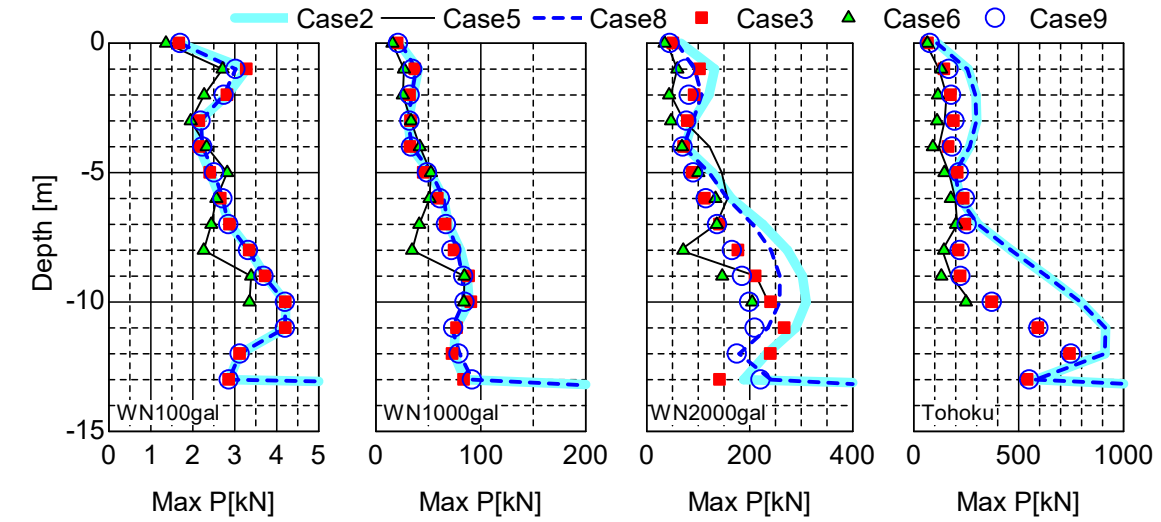 Case2 Case5 Case8 Case3 Case6 Case9
Depth [m]
0
-5
-10
-15
WN100gal
WN1000gal
WN2000gal
Tohoku
0 1 2 3 4 5
0 100 200
0 200 400
0 500 1000
Max P[kN]
Max P[kN]
Max P[kN]
Max P[kN]